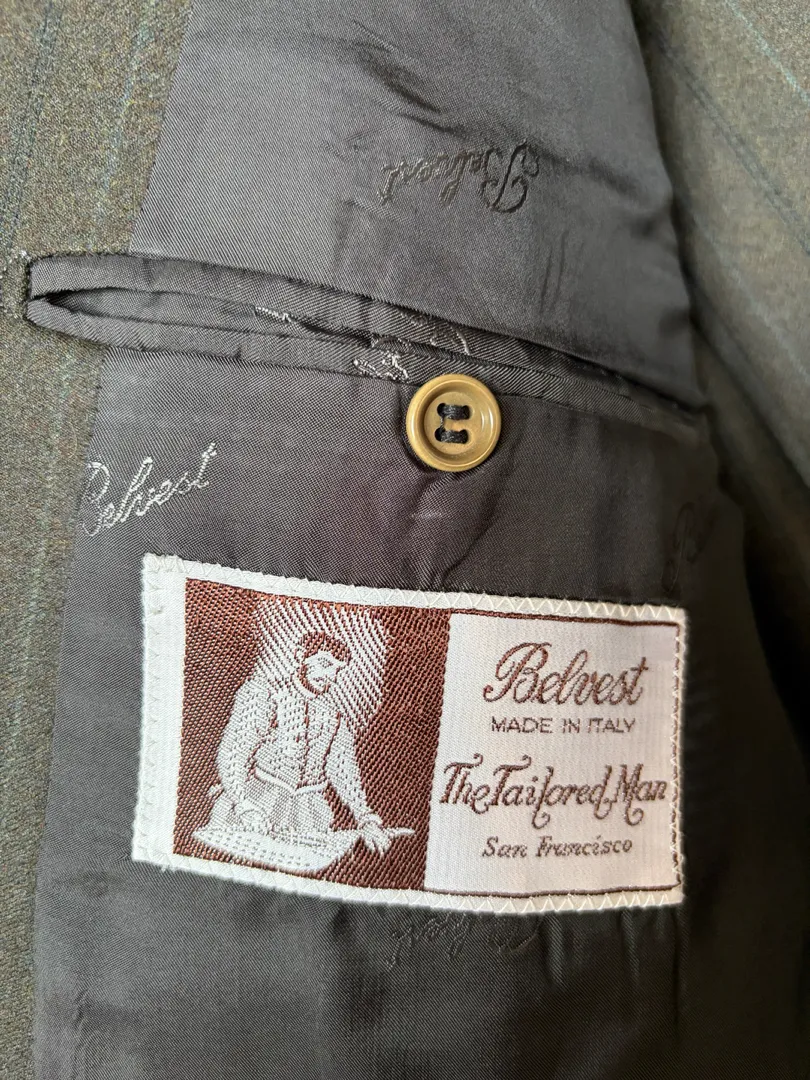 Belvest
Belvest
Belvest
MADE IN ITALY
The Tailored Man
San Francisco